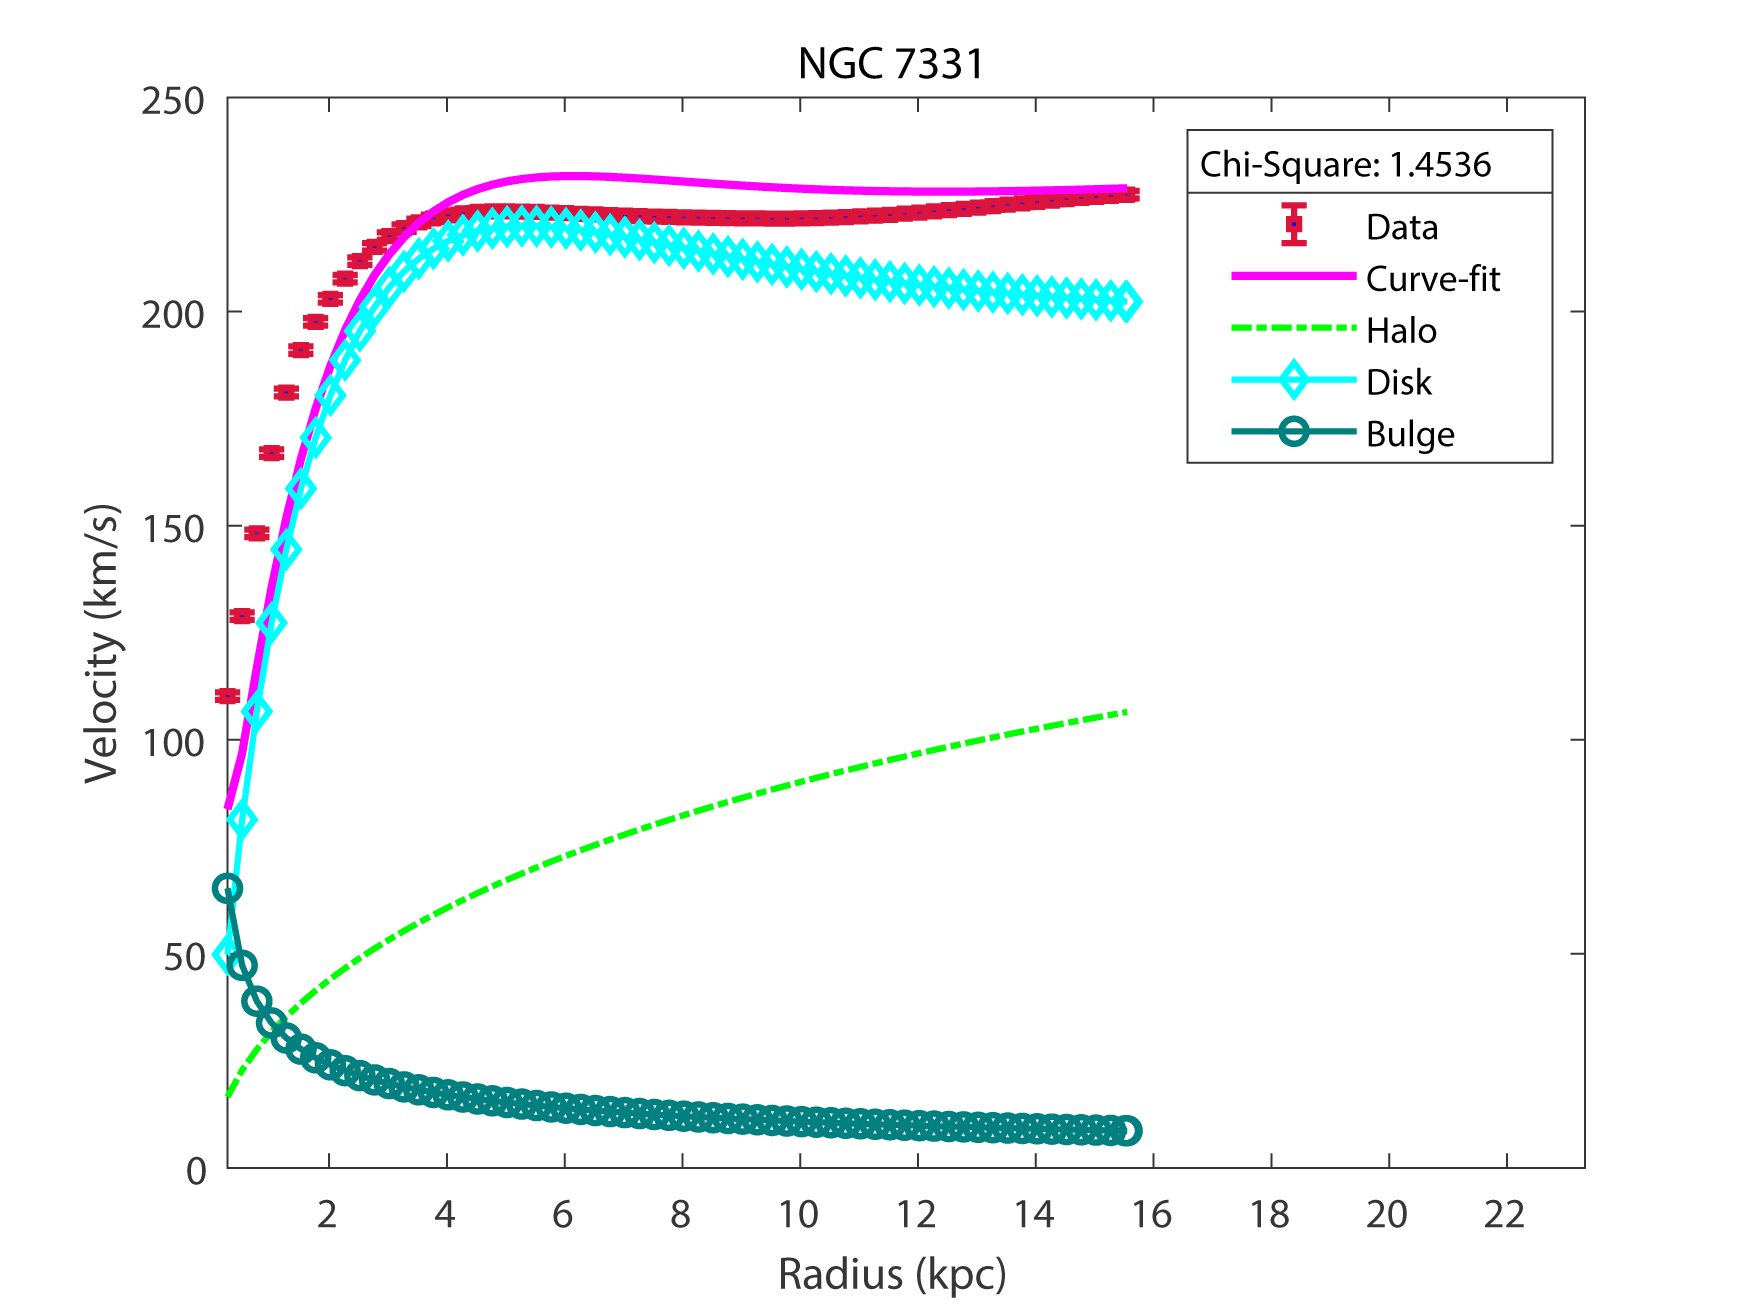 NGC 7331
250
200
150
100
50
0
Velocity (km/s)
Chi-Square: 1.4536
Data
Curve-fit
Halo
Disk
Bulge
2 4 6 8 10 12 14 16 18 20 22
Radius (kpc)